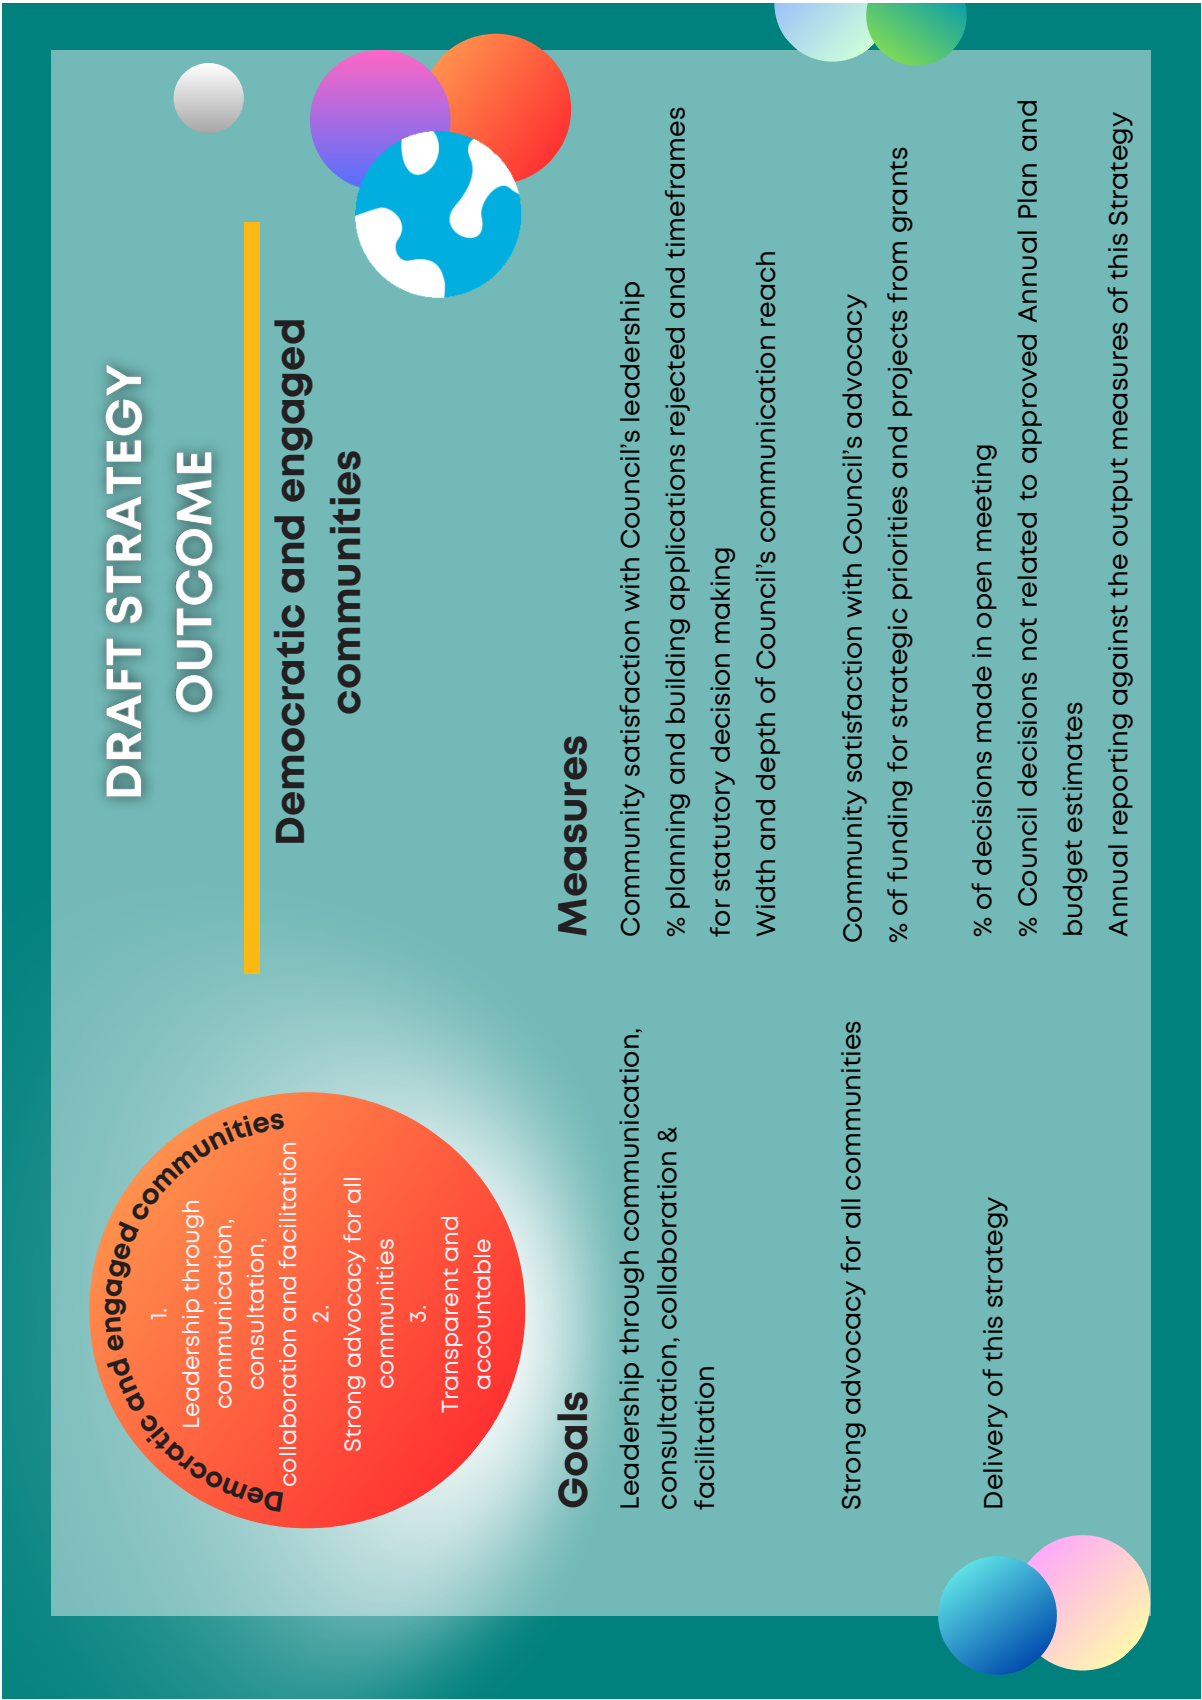 DRAFT STRATEGY
OUTCOME
Democratic and engaged
communities
Democratic and engaged communities
1.
Leadership through
communication,
consultation,
collaboration and facilitation
2.
Strong advocacy for all
communities
3.
Transparent and
accountable
Goals
Leadership through communication,
consultation, collaboration &
facilitation
Strong advocacy for all communities
Delivery of this strategy
Measures
Community satisfaction with Council's leadership
% planning and building applications rejected and timeframes
for statutory decision making
Width and depth of Council's communication reach
Community satisfaction with Council's advocacy
% of funding for strategic priorities and projects from grants
% of decisions made in open meeting
% Council decisions not related to approved Annual Plan and
budget estimates
Annual reporting against the output measures of this Strategy